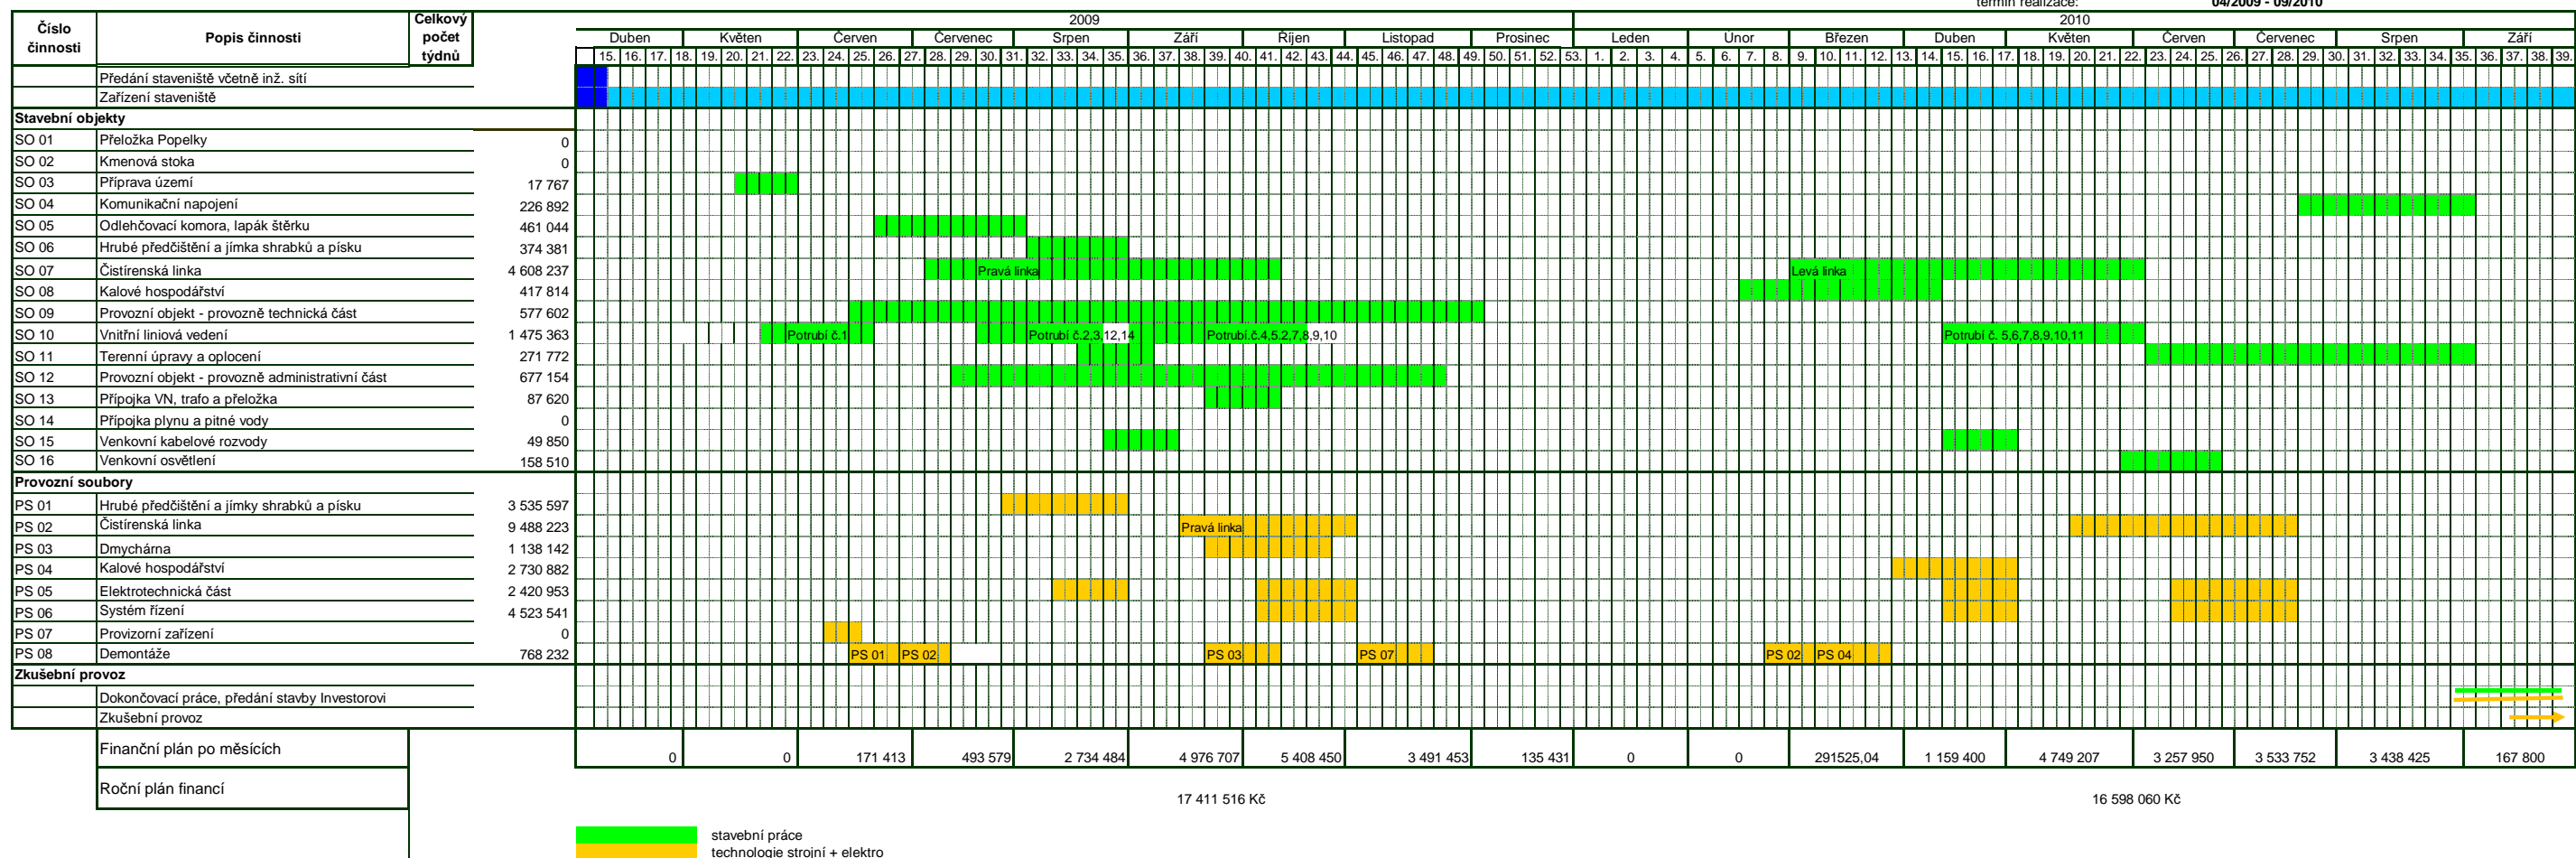 termín realizace: 04/2009 - 09/2010
Číslo činnosti Popis činnosti Celkový počet týdnů 2009 2010
Duben Květen Červen Červenec Srpen Září Říjen Listopad Prosinec Leden Únor Březen Duben Květen Červen Červenec Srpen Září
15. 16. 17. 18. 19. 20. 21. 22. 23. 24. 25. 26. 27. 28. 29. 30. 31. 32. 33. 34. 35. 36. 37. 38. 39. 40. 41. 42. 43. 44. 45. 46. 47. 48. 49. 50. 51. 52. 53. 1. 2. 3. 4. 5. 6. 7. 8. 9. 10. 11. 12. 13. 14. 15. 16. 17. 18. 19. 20. 21. 22. 23. 24. 25. 26. 27. 28. 29. 30. 31. 32. 33. 34. 35. 36. 37. 38. 39.
Předání staveniště včetně inž. sítí
Zařízení staveniště
Stavební objekty
SO 01 Přeložka Popelky 0
SO 02 Kmenová stoka 0
SO 03 Příprava území 17 767
SO 04 Komunikační napojení 226 892
SO 05 Odlehčovací komora, lapák štěrku 461 044
SO 06 Hrubé předčištění a jímka shrabků a písku 374 381
SO 07 Čistírenská linka 4 608 237 Pravá linka Levá linka
SO 08 Kalové hospodářství 417 814
SO 09 Provozní objekt - provozně technická část 577 602
SO 10 Vnitřní liniová vedení 1 475 363 Potrubí č.1 Potrubí č.2,3,12,14 Potrubí.č.4,5.2,7,8,9,10 Potrubí č. 5,6,7,8,9,10,11
SO 11 Terenní úpravy a oplocení 271 772
SO 12 Provozní objekt - provozně administrativní část 677 154
SO 13 Přípojka VN, trafo a přeložka 87 620
SO 14 Přípojka plynu a pitné vody 0
SO 15 Venkovní kabelové rozvody 49 850
SO 16 Venkovní osvětlení 158 510
Provozní soubory
PS 01 Hrubé předčištění a jímky shrabků a písku 3 535 597
PS 02 Čistírenská linka 9 488 223 Pravá linka
PS 03 Dmychárna 1 138 142
PS 04 Kalové hospodářství 2 730 882
PS 05 Elektrotechnická část 2 420 953
PS 06 Systém řízení 4 523 541
PS 07 Provizorní zařízení 0
PS 08 Demontáže 768 232 PS 01 PS 02 PS 03 PS 07 PS 02 PS 04
Zkušební provoz
Dokončovací práce, předání stavby Investorovi
Zkušební provoz
Finanční plán po měsících 0 0 171 413 493 579 2 734 484 4 976 707 5 408 450 3 491 453 135 431 0 0 291525,04 1 159 400 4 749 207 3 257 950 3 533 752 3 438 425 167 800
Roční plán financí 17 411 516 Kč 16 598 060 Kč
stavební práce
technologie strojní + elektro